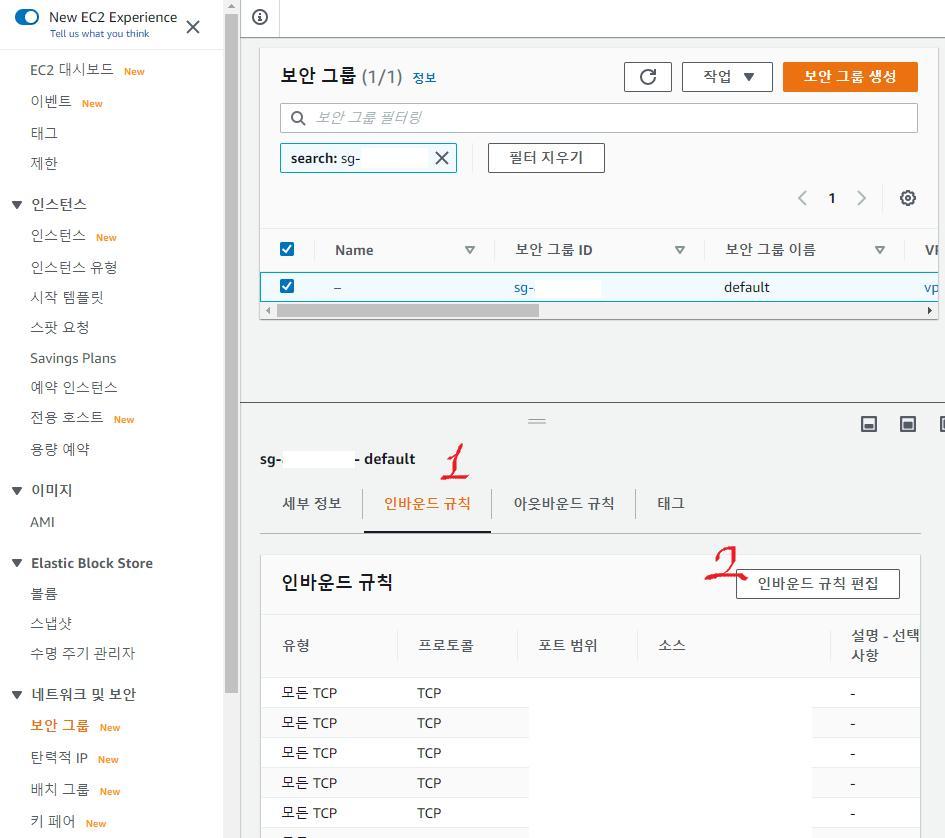 New EC2 Experience
Tell us what you think
EC2 대시보드 New
이벤트 New
태그
제한
인스턴스
인스턴스 New
인스턴스 유형
시작 템플릿
스팟 요청
Savings Plans
예약 인스턴스
전용 호스트 New
용량 예약
이미지
AMI
Elastic Block Store
볼륨
스냅샷
수명 주기 관리자
네트워크 및 보안
보안 그룹 New
탄력적 IP New
배치 그룹 New
키 페어 New
보안 그룹 (1/1) 정보
작업
보안 그룹 생성
보안 그룹 필터링
search: sg-
필터 지우기
1
Name 보안 그룹 ID 보안 그룹 이름
– sg- default vp
sg- - default
1
세부 정보 인바운드 규칙 아웃바운드 규칙 태그
2
인바운드 규칙 인바운드 규칙 편집
유형 프로토콜 포트 범위 소스 설명 - 선택
사항
모든 TCP TCP -
모든 TCP TCP -
모든 TCP TCP -
모든 TCP TCP -
모든 TCP TCP -